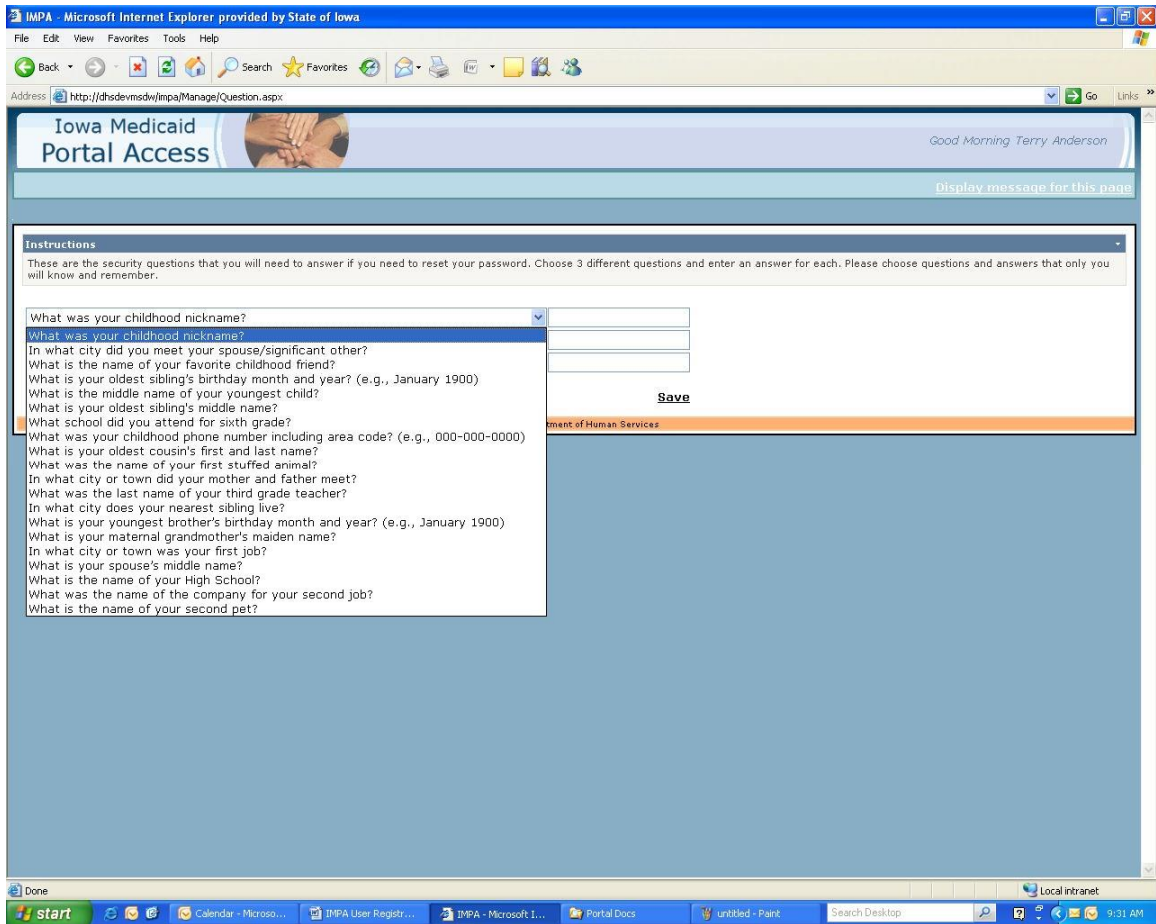 IMPA - Microsoft Internet Explorer provided by State of Iowa
File Edit View Favorites Tools Help
Back Search Favorites
Address http://dhsdevmsdw/impa/Manage/Question.aspx Go Links »
Iowa Medicaid
Portal Access
Good Morning Terry Anderson
Display message for this page
Instructions
These are the security questions that you will need to answer if you need to reset your password. Choose 3 different questions and enter an answer for each. Please choose questions and answers that only you
will know and remember.
What was your childhood nickname?
What was your childhood nickname?
In what city did you meet your spouse/significant other?
What is the name of your favorite childhood friend?
What is your oldest sibling's birthday month and year? (e.g., January 1900)
What is the middle name of your youngest child?
What is your oldest sibling's middle name?
What school did you attend for sixth grade?
What was your childhood phone number including area code? (e.g., 000-000-0000)
What is your oldest cousin's first and last name?
What was the name of your first stuffed animal?
In what city or town did your mother and father meet?
What was the last name of your third grade teacher?
In what city does your nearest sibling live?
What is your youngest brother's birthday month and year? (e.g., January 1900)
What is your maternal grandmother's maiden name?
In what city or town was your first job?
What is your spouse's middle name?
What is the name of your High School?
What was the name of the company for your second job?
What is the name of your second pet?
Save
tment of Human Services
Done Local intranet
start Calendar - Microso... IMPA User Registr... IMPA - Microsoft I... Portal Docs untitled - Paint Search Desktop 9:31 AM